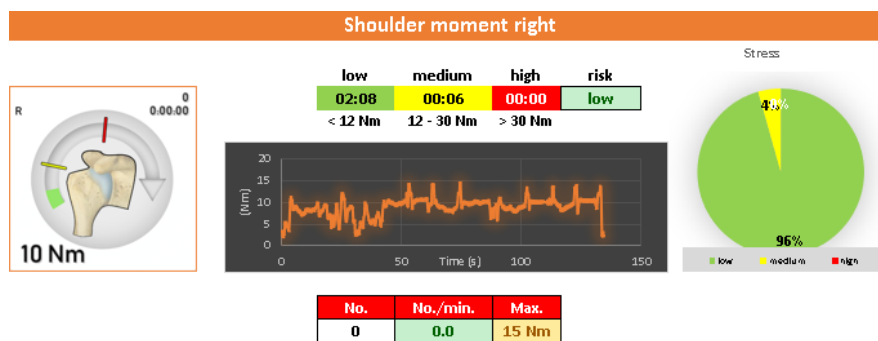 Shoulder moment right
Stress
low medium high risk
02:08 00:06 00:00 low
< 12 Nm 12 - 30 Nm > 30 Nm
R
0
0:00:00
10 Nm
[Nm]
20
15
10
5
0
0 50 100 150
Time [s]
4%
0%
96%
low medium high
No. No./min. Max.
0 0.0 15 Nm